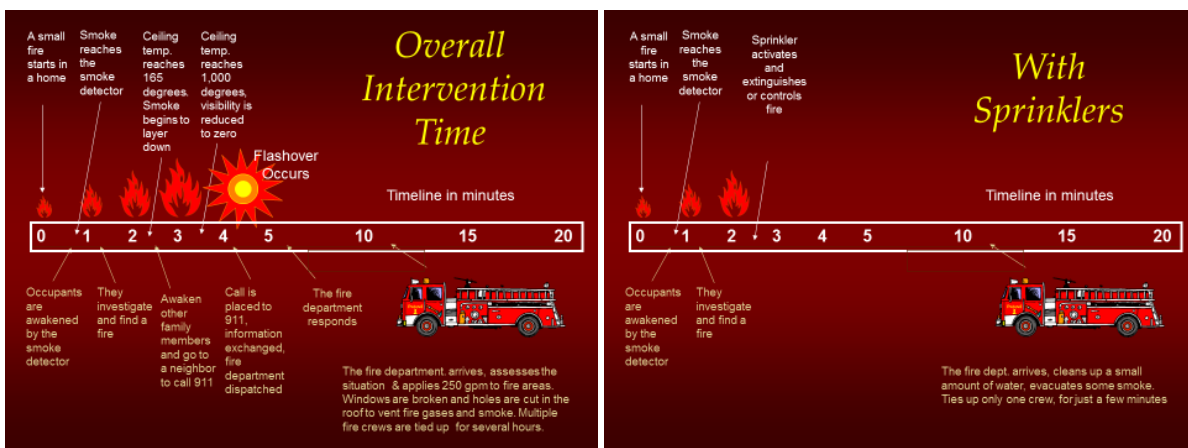 A small
fire
starts in
a home
Smoke
reaches
the
smoke
detector
Ceiling
temp.
reaches
165
degrees.
Smoke
begins to
layer
down
Ceiling
temp.
reaches
1,000
degrees,
visibility is
reduced
to zero
Overall
Intervention
Time
Flashover
Occurs
Timeline in minutes
0 1 2 3 4 5 10 15 20
Occupants
are
awakened
by the
smoke
detector
They
investigate
and find a
fire
Awaken
other
family
members
and go to
a neighbor
to call 911
Call is
placed to
911,
information
exchanged,
fire
department
dispatched
The fire
department
responds
The fire department. arrives, assesses the
situation & applies 250 gpm to fire areas.
Windows are broken and holes are cut in the
roof to vent fire gases and smoke. Multiple
fire crews are tied up for several hours.
A small
fire
starts in
a home
Smoke
reaches
the
smoke
detector
Sprinkler
activates
and
extinguishes
or controls
fire
With
Sprinklers
Timeline in minutes
0 1 2 3 4 5 10 15 20
Occupants
are
awakened
by the
smoke
detector
They
investigate
and find a
fire
The fire dept. arrives, cleans up a small
amount of water, evacuates some smoke.
Ties up only one crew, for just a few minutes